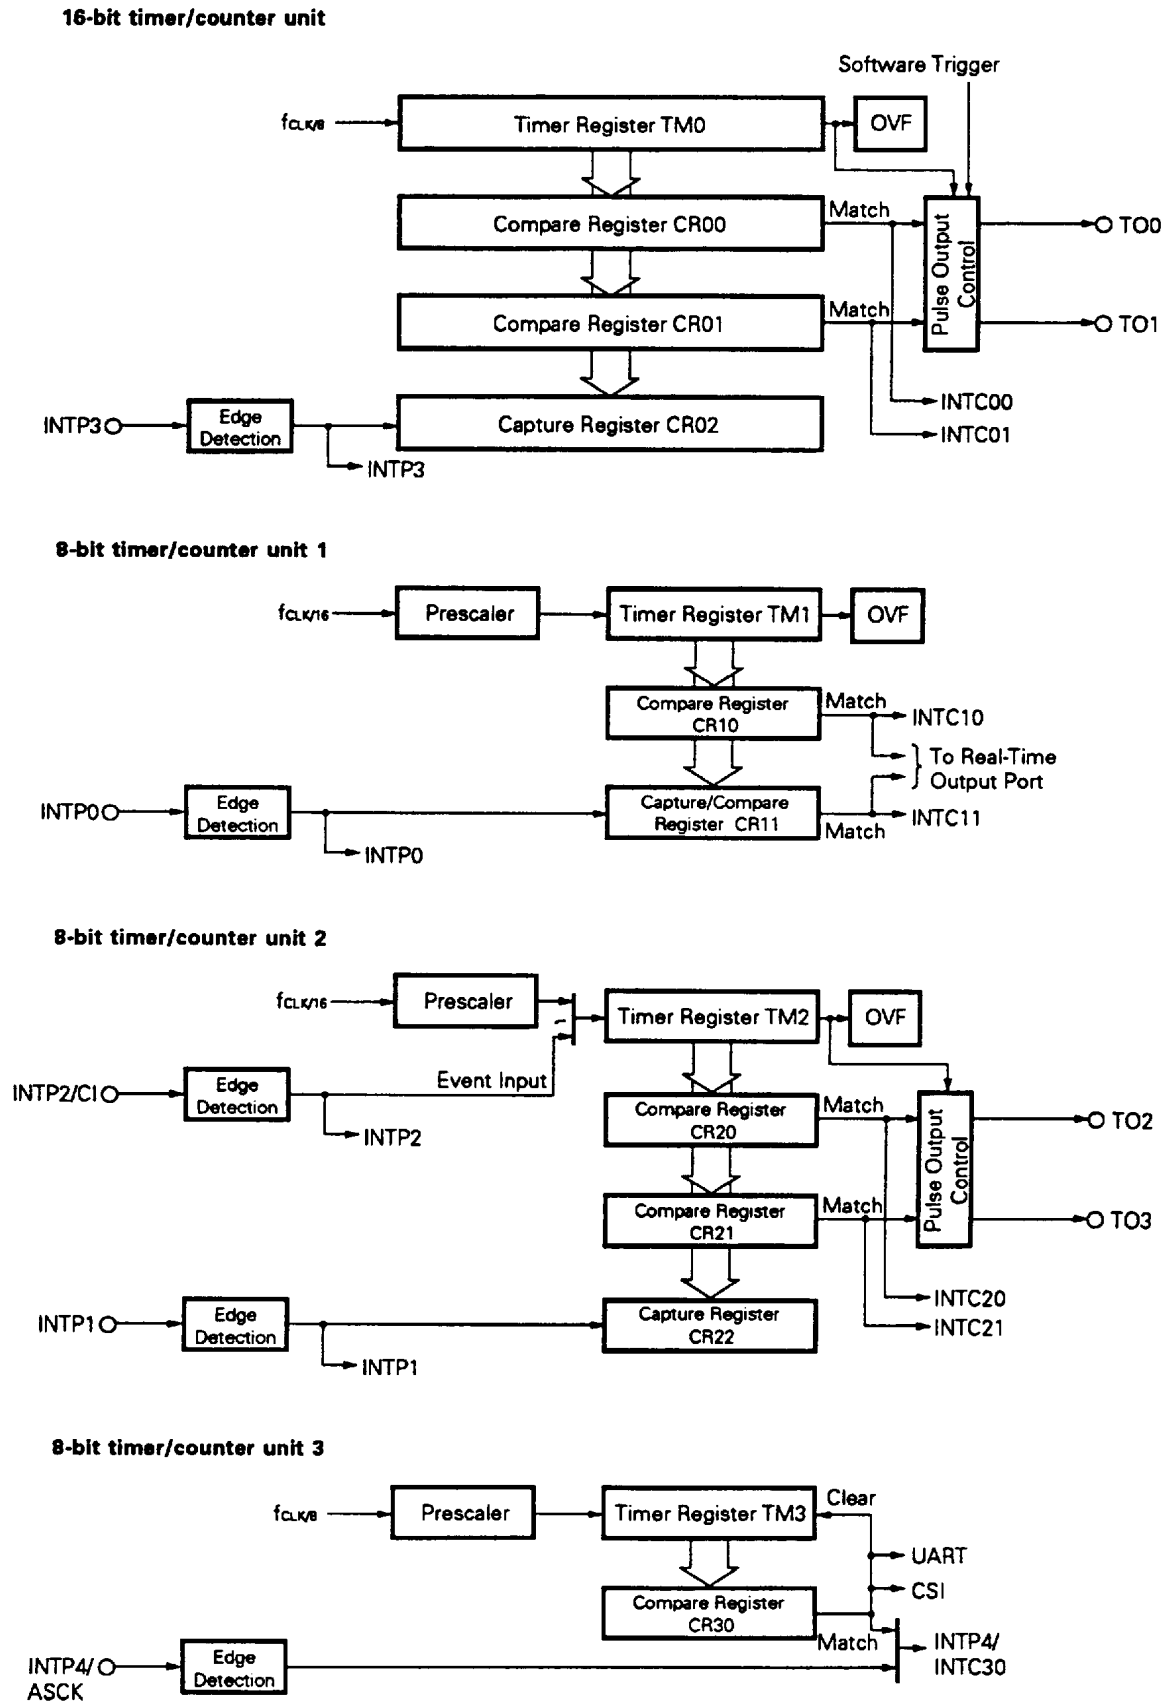 16-bit timer/counter unit
Software Trigger
fCLK/8
Timer Register TM0
OVF
Compare Register CR00
Match
Pulse Output
Control
TO0
Compare Register CR01
Match
TO1
INTC00
INTC01
INTP3
Edge
Detection
Capture Register CR02
INTP3
8-bit timer/counter unit 1
fCLK/16
Prescaler
Timer Register TM1
OVF
Compare Register
CR10
Match
INTC10
To Real-Time
Output Port
INTP0
Edge
Detection
Capture/Compare
Register CR11
Match
INTC11
INTP0
8-bit timer/counter unit 2
fCLK/16
Prescaler
Timer Register TM2
OVF
INTP2/CI
Edge
Detection
Event Input
INTP2
Compare Register
CR20
Match
Pulse Output
Control
TO2
Compare Register
CR21
Match
TO3
INTC20
INTC21
INTP1
Edge
Detection
Capture Register
CR22
INTP1
8-bit timer/counter unit 3
fCLK/8
Prescaler
Timer Register TM3
Clear
UART
CSI
Compare Register
CR30
Match
INTP4/
INTC30
INTP4/
ASCK
Edge
Detection